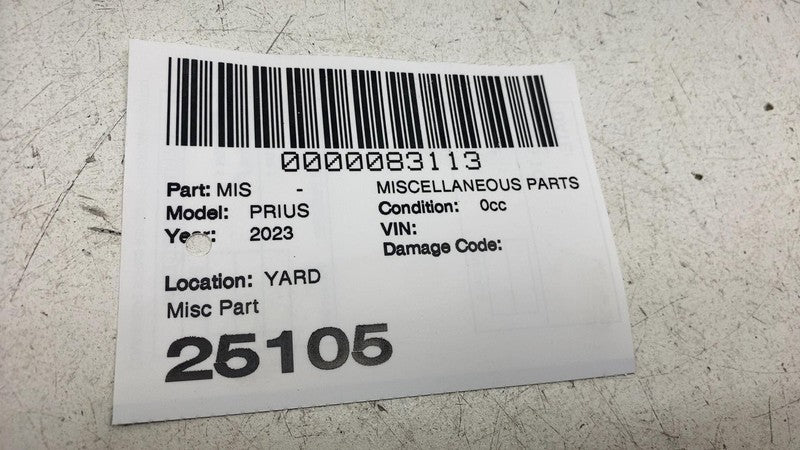 0000083113
Part: MIS - MISCELLANEOUS PARTS
Model: PRIUS Condition: 0cc
Year: 2023 VIN:
Damage Code:
Location: YARD
Misc Part
25105